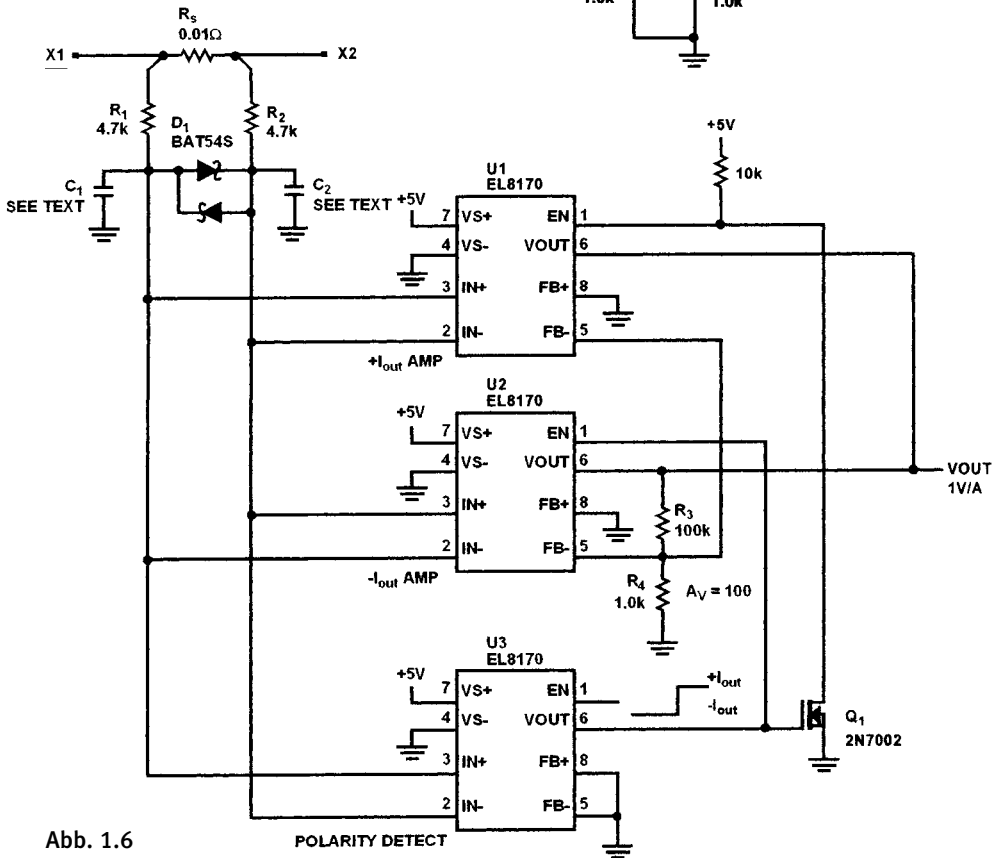 1.0k
1.0k
Rs
0.01Ω
X1
X2
R1
4.7k
D1
BAT54S
R2
4.7k
C1
SEE TEXT
C2
SEE TEXT
+5V
10k
U1
EL8170
+5V
7 VS+ EN 1
4 VS- VOUT 6
3 IN+ FB+ 8
2 IN- FB- 5
+Iout AMP
U2
EL8170
+5V
7 VS+ EN 1
4 VS- VOUT 6
3 IN+ FB+ 8
2 IN- FB- 5
-Iout AMP
R3
100k
R4
1.0k
AV = 100
VOUT
1V/A
U3
EL8170
+5V
7 VS+ EN 1
4 VS- VOUT 6
3 IN+ FB+ 8
2 IN- FB- 5
+Iout
-Iout
Q1
2N7002
Abb. 1.6
POLARITY DETECT